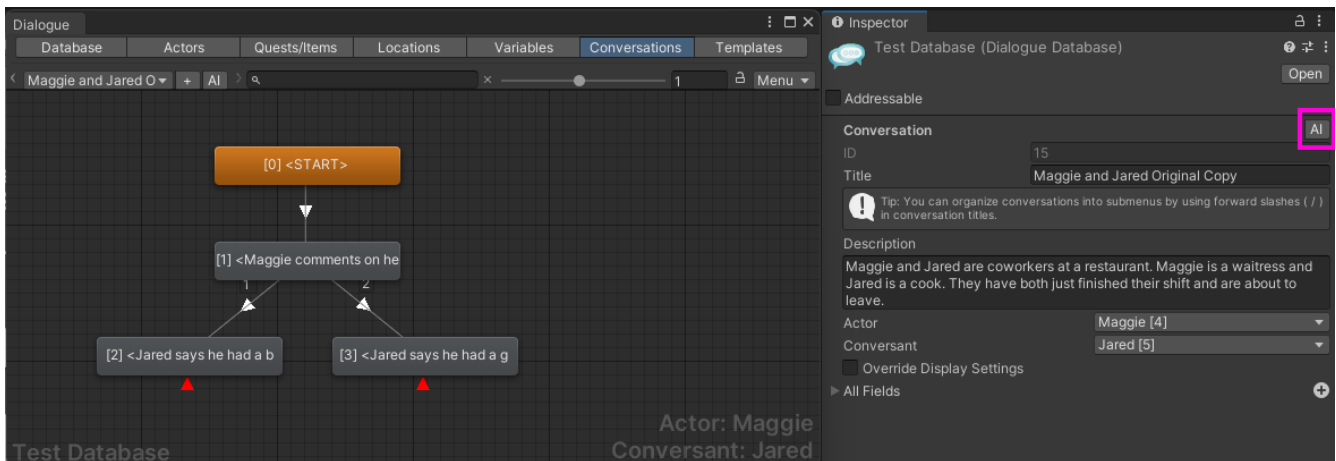 Dialogue
Database Actors Quests/Items Locations Variables Conversations Templates
Maggie and Jared O + AI × 1 Menu
[0] <START>
[1] <Maggie comments on he
1 2
[2] <Jared says he had a b
[3] <Jared says he had a g
Test Database
Actor: Maggie
Conversant: Jared
Inspector
Test Database (Dialogue Database)
Open
Addressable
Conversation AI
ID 15
Title Maggie and Jared Original Copy
Tip: You can organize conversations into submenus by using forward slashes ( / )
in conversation titles.
Description
Maggie and Jared are coworkers at a restaurant. Maggie is a waitress and
Jared is a cook. They have both just finished their shift and are about to
leave.
Actor Maggie [4]
Conversant Jared [5]
Override Display Settings
All Fields